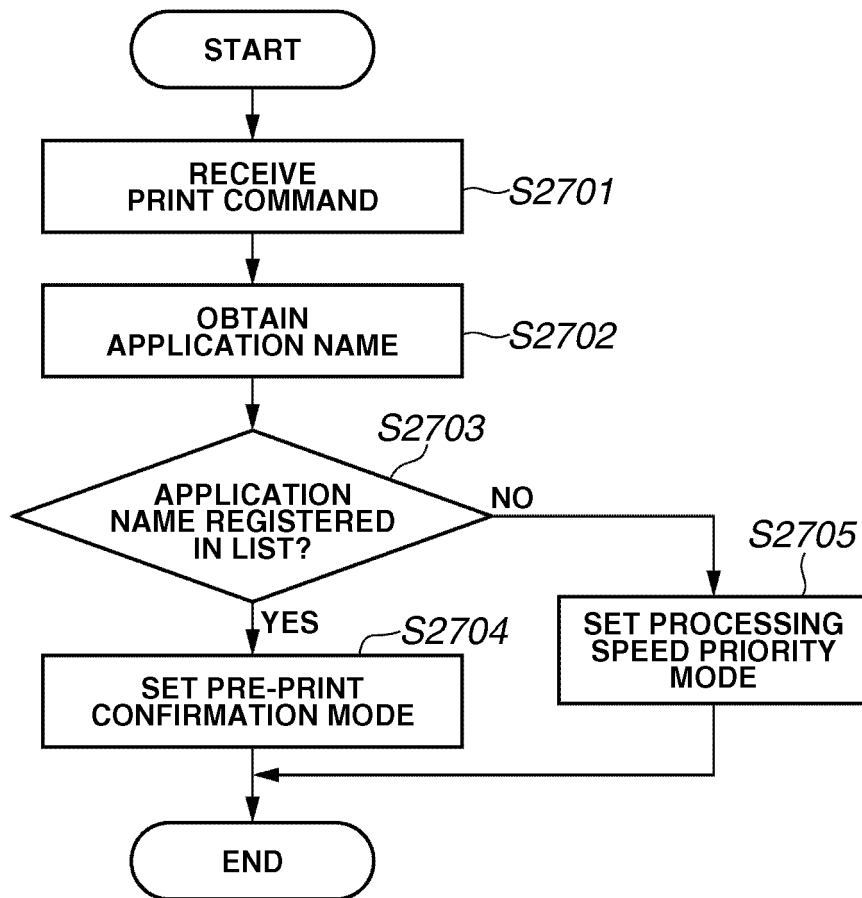 START
RECEIVE
PRINT COMMAND
S2701
OBTAIN
APPLICATION NAME
S2702
S2703
APPLICATION
NAME REGISTERED
IN LIST?
NO
YES
S2704
SET PRE-PRINT
CONFIRMATION MODE
S2705
SET PROCESSING
SPEED PRIORITY
MODE
END